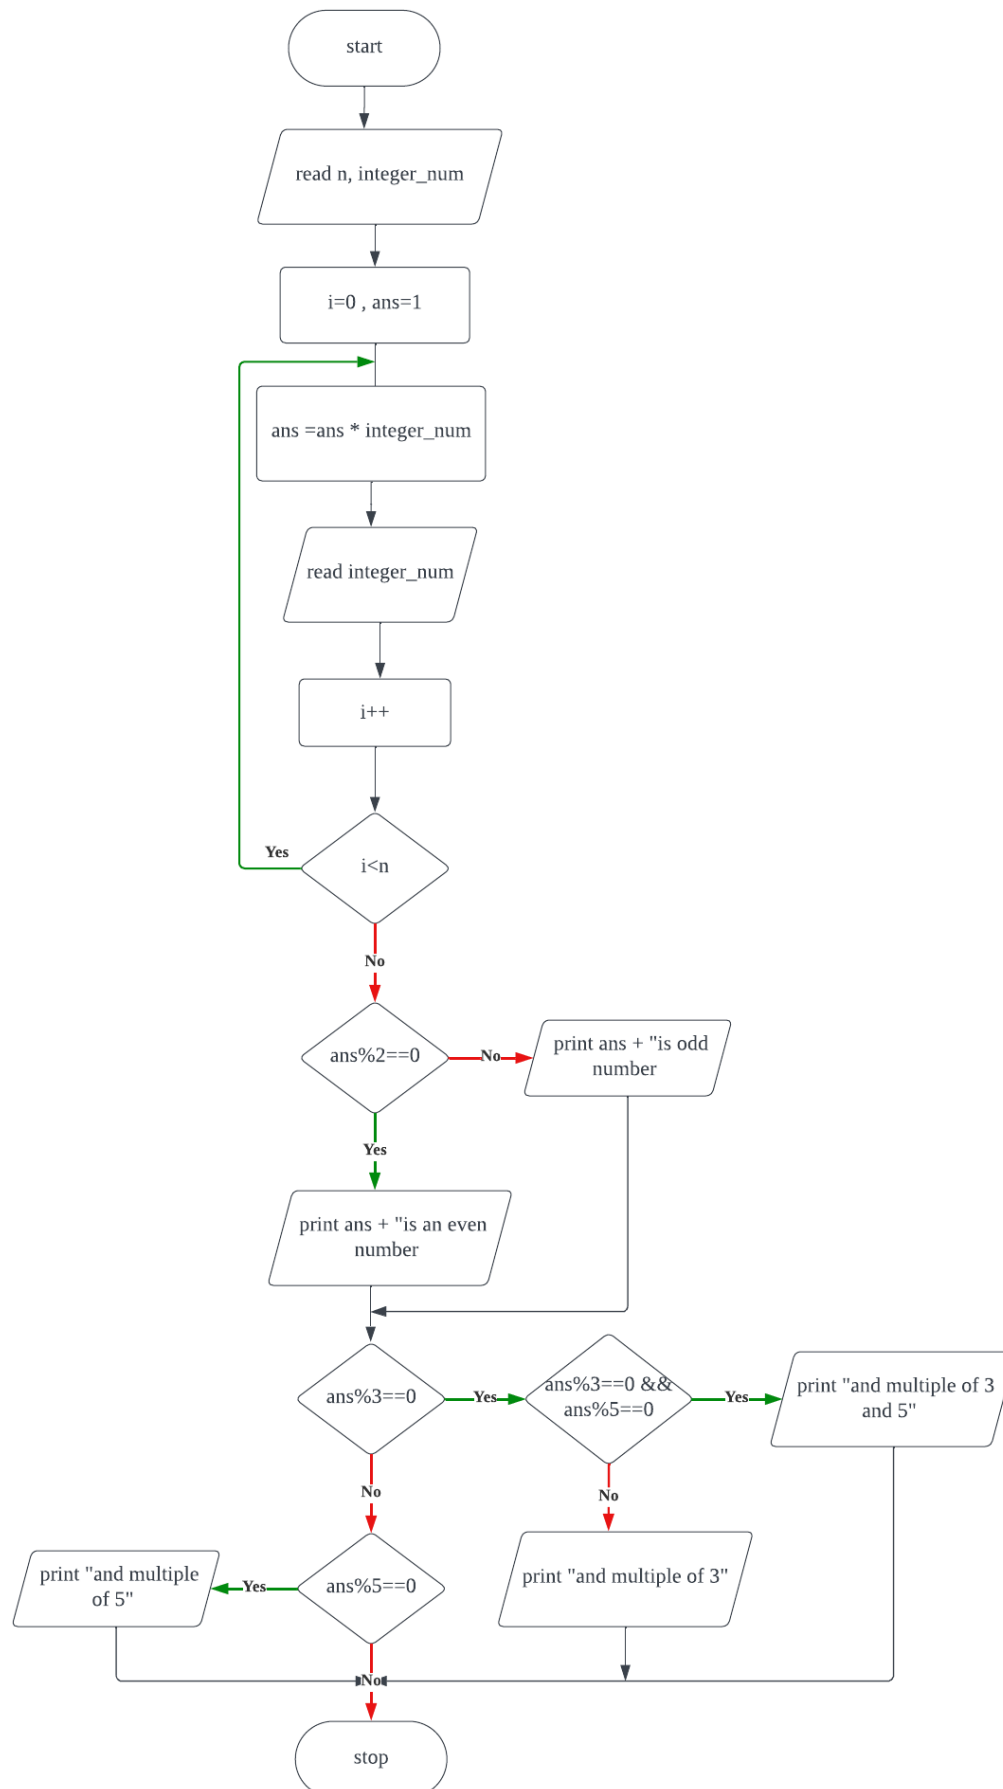 start
read n, integer_num
i=0 , ans=1
ans =ans * integer_num
read integer_num
i++
Yes
i<n
No
ans%2==0
No
print ans + "is odd
number
Yes
print ans + "is an even
number
ans%3==0
Yes
ans%3==0 &&
ans%5==0
Yes
print "and multiple of 3
and 5"
No
No
print "and multiple
of 5"
Yes
ans%5==0
print "and multiple of 3"
No
stop